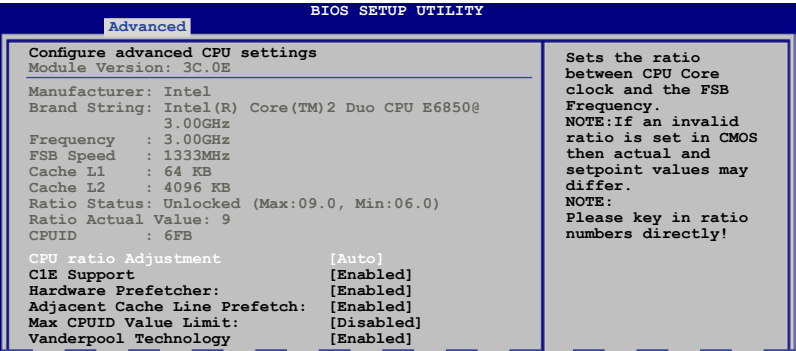 BIOS SETUP UTILITY
Advanced
Configure advanced CPU settings
Module Version: 3C.0E
Manufacturer: Intel
Brand String: Intel(R) Core(TM)2 Duo CPU E6850@
3.00GHz
Frequency : 3.00GHz
FSB Speed : 1333MHz
Cache L1 : 64 KB
Cache L2 : 4096 KB
Ratio Status: Unlocked (Max:09.0, Min:06.0)
Ratio Actual Value: 9
CPUID : 6FB
CPU ratio Adjustment [Auto]
C1E Support [Enabled]
Hardware Prefetcher: [Enabled]
Adjacent Cache Line Prefetch: [Enabled]
Max CPUID Value Limit: [Disabled]
Vanderpool Technology [Enabled]
Sets the ratio
between CPU Core
clock and the FSB
Frequency.
NOTE:If an invalid
ratio is set in CMOS
then actual and
setpoint values may
differ.
NOTE:
Please key in ratio
numbers directly!